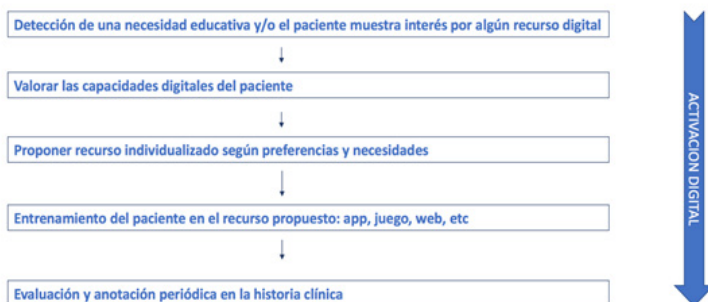 Detección de una necesidad educativa y/o el paciente muestra interés por algún recurso digital
Valorar las capacidades digitales del paciente
Proponer recurso individualizado según preferencias y necesidades
Entrenamiento del paciente en el recurso propuesto: app, juego, web, etc
Evaluación y anotación periódica en la historia clínica
ACTIVACION DIGITAL